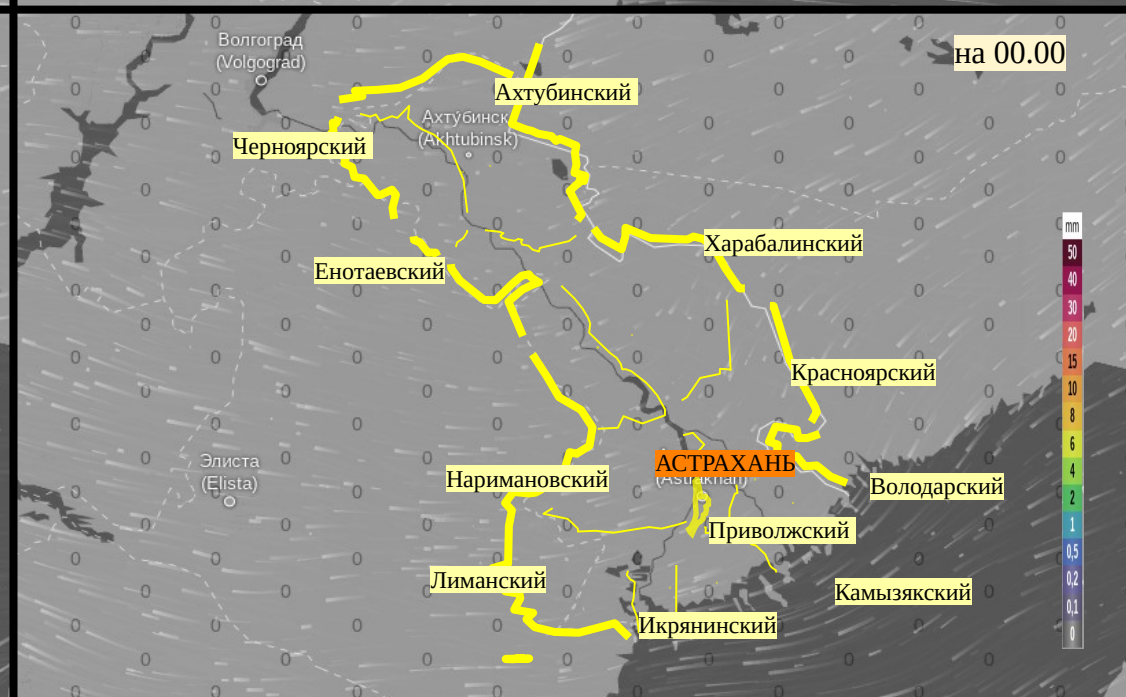 Волгоград
(Volgograd)
на 00.00
Ахтубинский
Ахту́бинск
(Akhtubinsk)
Черноярский
mm
Харабалинский
50
Енотаевский
40
30
20
15
Красноярский
10
8
6
Элиста
(Elista)
АСТРАХАНЬ
(Astrakhan)
4
Наримановский
Володарский
2
Приволжский
1
0,5
Лиманский
0,2
Камызякский
0,1
Икрянинский
0